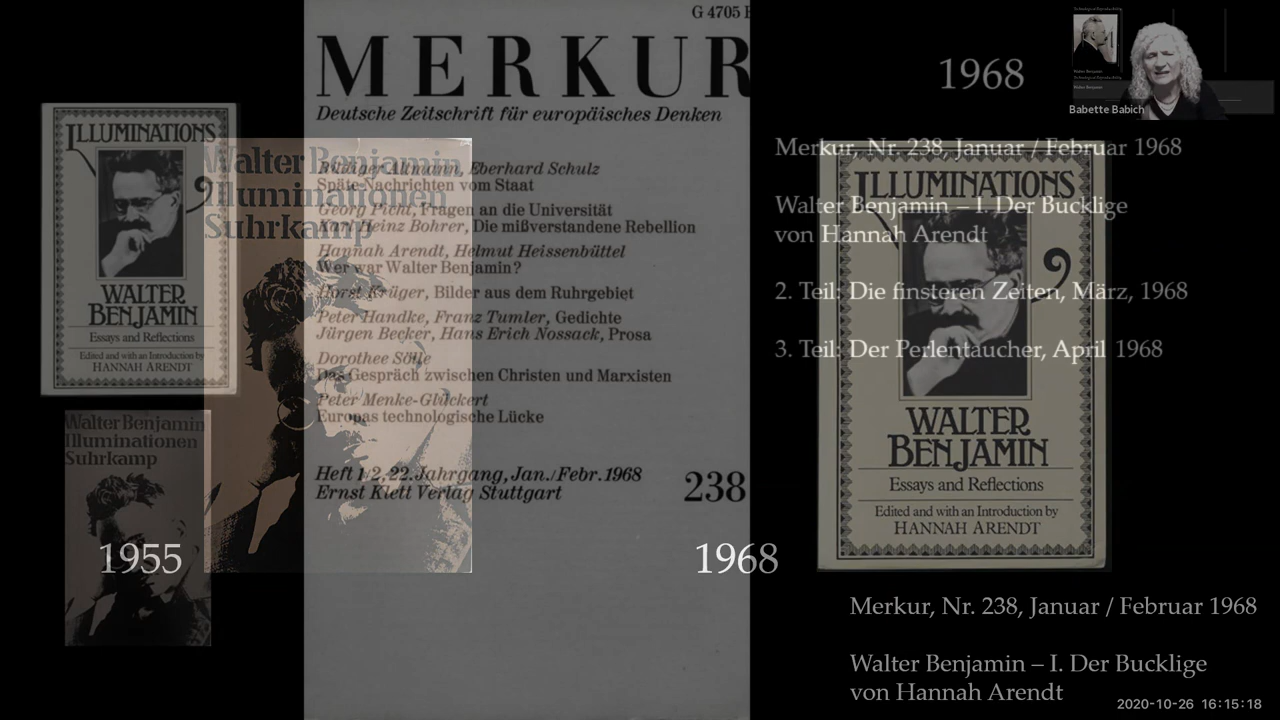 G 4705 E
MERKUR
Deutsche Zeitschrift für europäisches Denken
Rüdiger Altmann, Eberhard Schulz
Späte Nachrichten vom Staat
Georg Picht, Fragen an die Universität
Karl Heinz Bohrer, Die mißverstandene Rebellion
Hannah Arendt, Helmut Heissenbüttel
Wer war Walter Benjamin?
Horst Krüger, Bilder aus dem Ruhrgebiet
Peter Handke, Franz Tumler, Gedichte
Jürgen Becker, Hans Erich Nossack, Prosa
Dorothee Sölle
Das Gespräch zwischen Christen und Marxisten
Peter Menke-Glückert
Europas technologische Lücke
Heft 1/2, 22. Jahrgang, Jan./Febr. 1968
Ernst Klett Verlag Stuttgart
238
ILLUMINATIONS
WALTER
BENJAMIN
Essays and Reflections
Edited and with an Introduction by
HANNAH ARENDT
Walter Benjamin
Illuminationen
Suhrkamp
Walter Benjamin
Illuminationen
Suhrkamp
1955
1968
1968
Babette Babich
Merkur, Nr. 238, Januar / Februar 1968
Walter Benjamin – I. Der Bucklige
von Hannah Arendt
2. Teil: Die finsteren Zeiten, März, 1968
3. Teil: Der Perlentaucher, April 1968
ILLUMINATIONS
WALTER
BENJAMIN
Essays and Reflections
Edited and with an Introduction by
HANNAH ARENDT
Merkur, Nr. 238, Januar / Februar 1968
Walter Benjamin – I. Der Bucklige
von Hannah Arendt
2020-10-26 16:15:18